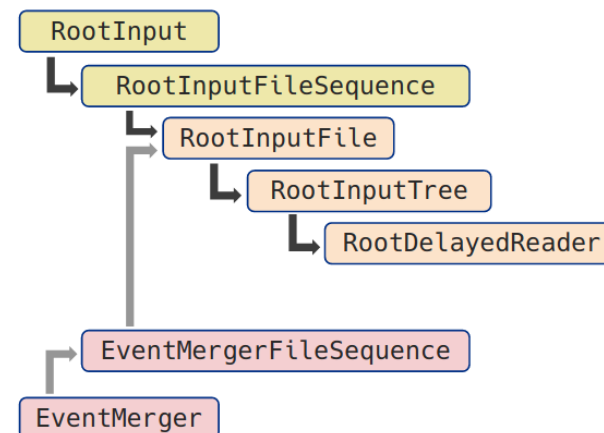 RootInput
RootInputFileSequence
RootInputFile
RootInputTree
RootDelayedReader
EventMergerFileSequence
EventMerger